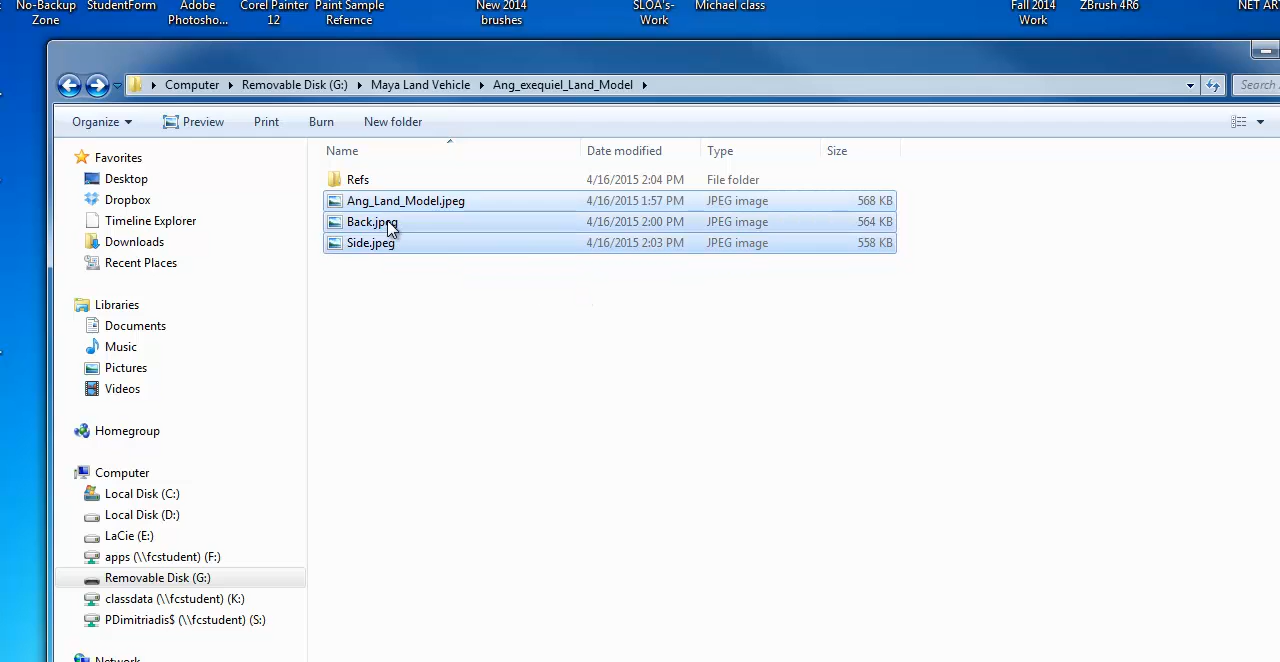 No-Backup Zone
StudentForm
Adobe Photosho...
Corel Painter 12
Paint Sample Refernce
New 2014 brushes
SLOA's- Work
Michael class
Fall 2014 Work
ZBrush 4R6
Computer
Removable Disk (G:)
Maya Land Vehicle
Ang_exequiel_Land_Model
Search
Organize
Preview
Print
Burn
New folder
Name
Date modified
Type
Size
Favorites
Desktop
Dropbox
Timeline Explorer
Downloads
Recent Places
Libraries
Documents
Music
Pictures
Videos
Homegroup
Computer
Local Disk (C:)
Local Disk (D:)
LaCie (E:)
apps (\\fcstudent) (F:)
Removable Disk (G:)
classdata (\\fcstudent) (K:)
PDimitriadis$ (\\fcstudent) (S:)
Network
Refs 4/16/2015 2:04 PM File folder
Ang_Land_Model.jpeg 4/16/2015 1:57 PM JPEG image 568 KB
Back.jpeg 4/16/2015 2:00 PM JPEG image 564 KB
Side.jpeg 4/16/2015 2:03 PM JPEG image 558 KB